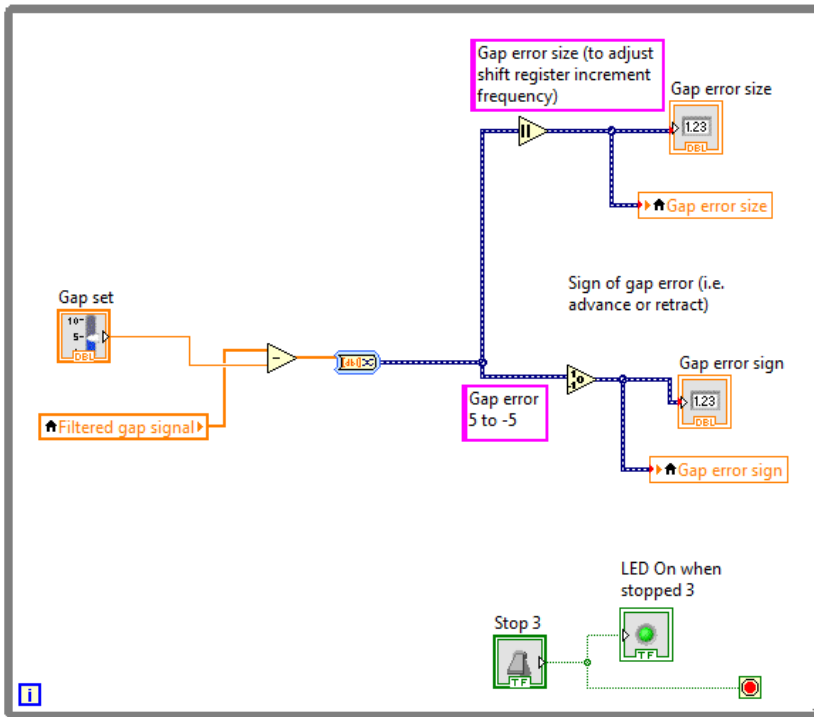 Gap error size (to adjust
shift register increment
frequency)
Gap error size
1.23
DBL
Gap error size
Sign of gap error (i.e.
advance or retract)
Gap set
10
5
DBL
Filtered gap signal
[dbl]
Gap error
5 to -5
Gap error sign
1.23
DBL
Gap error sign
LED On when
stopped 3
TF
Stop 3
TF
i